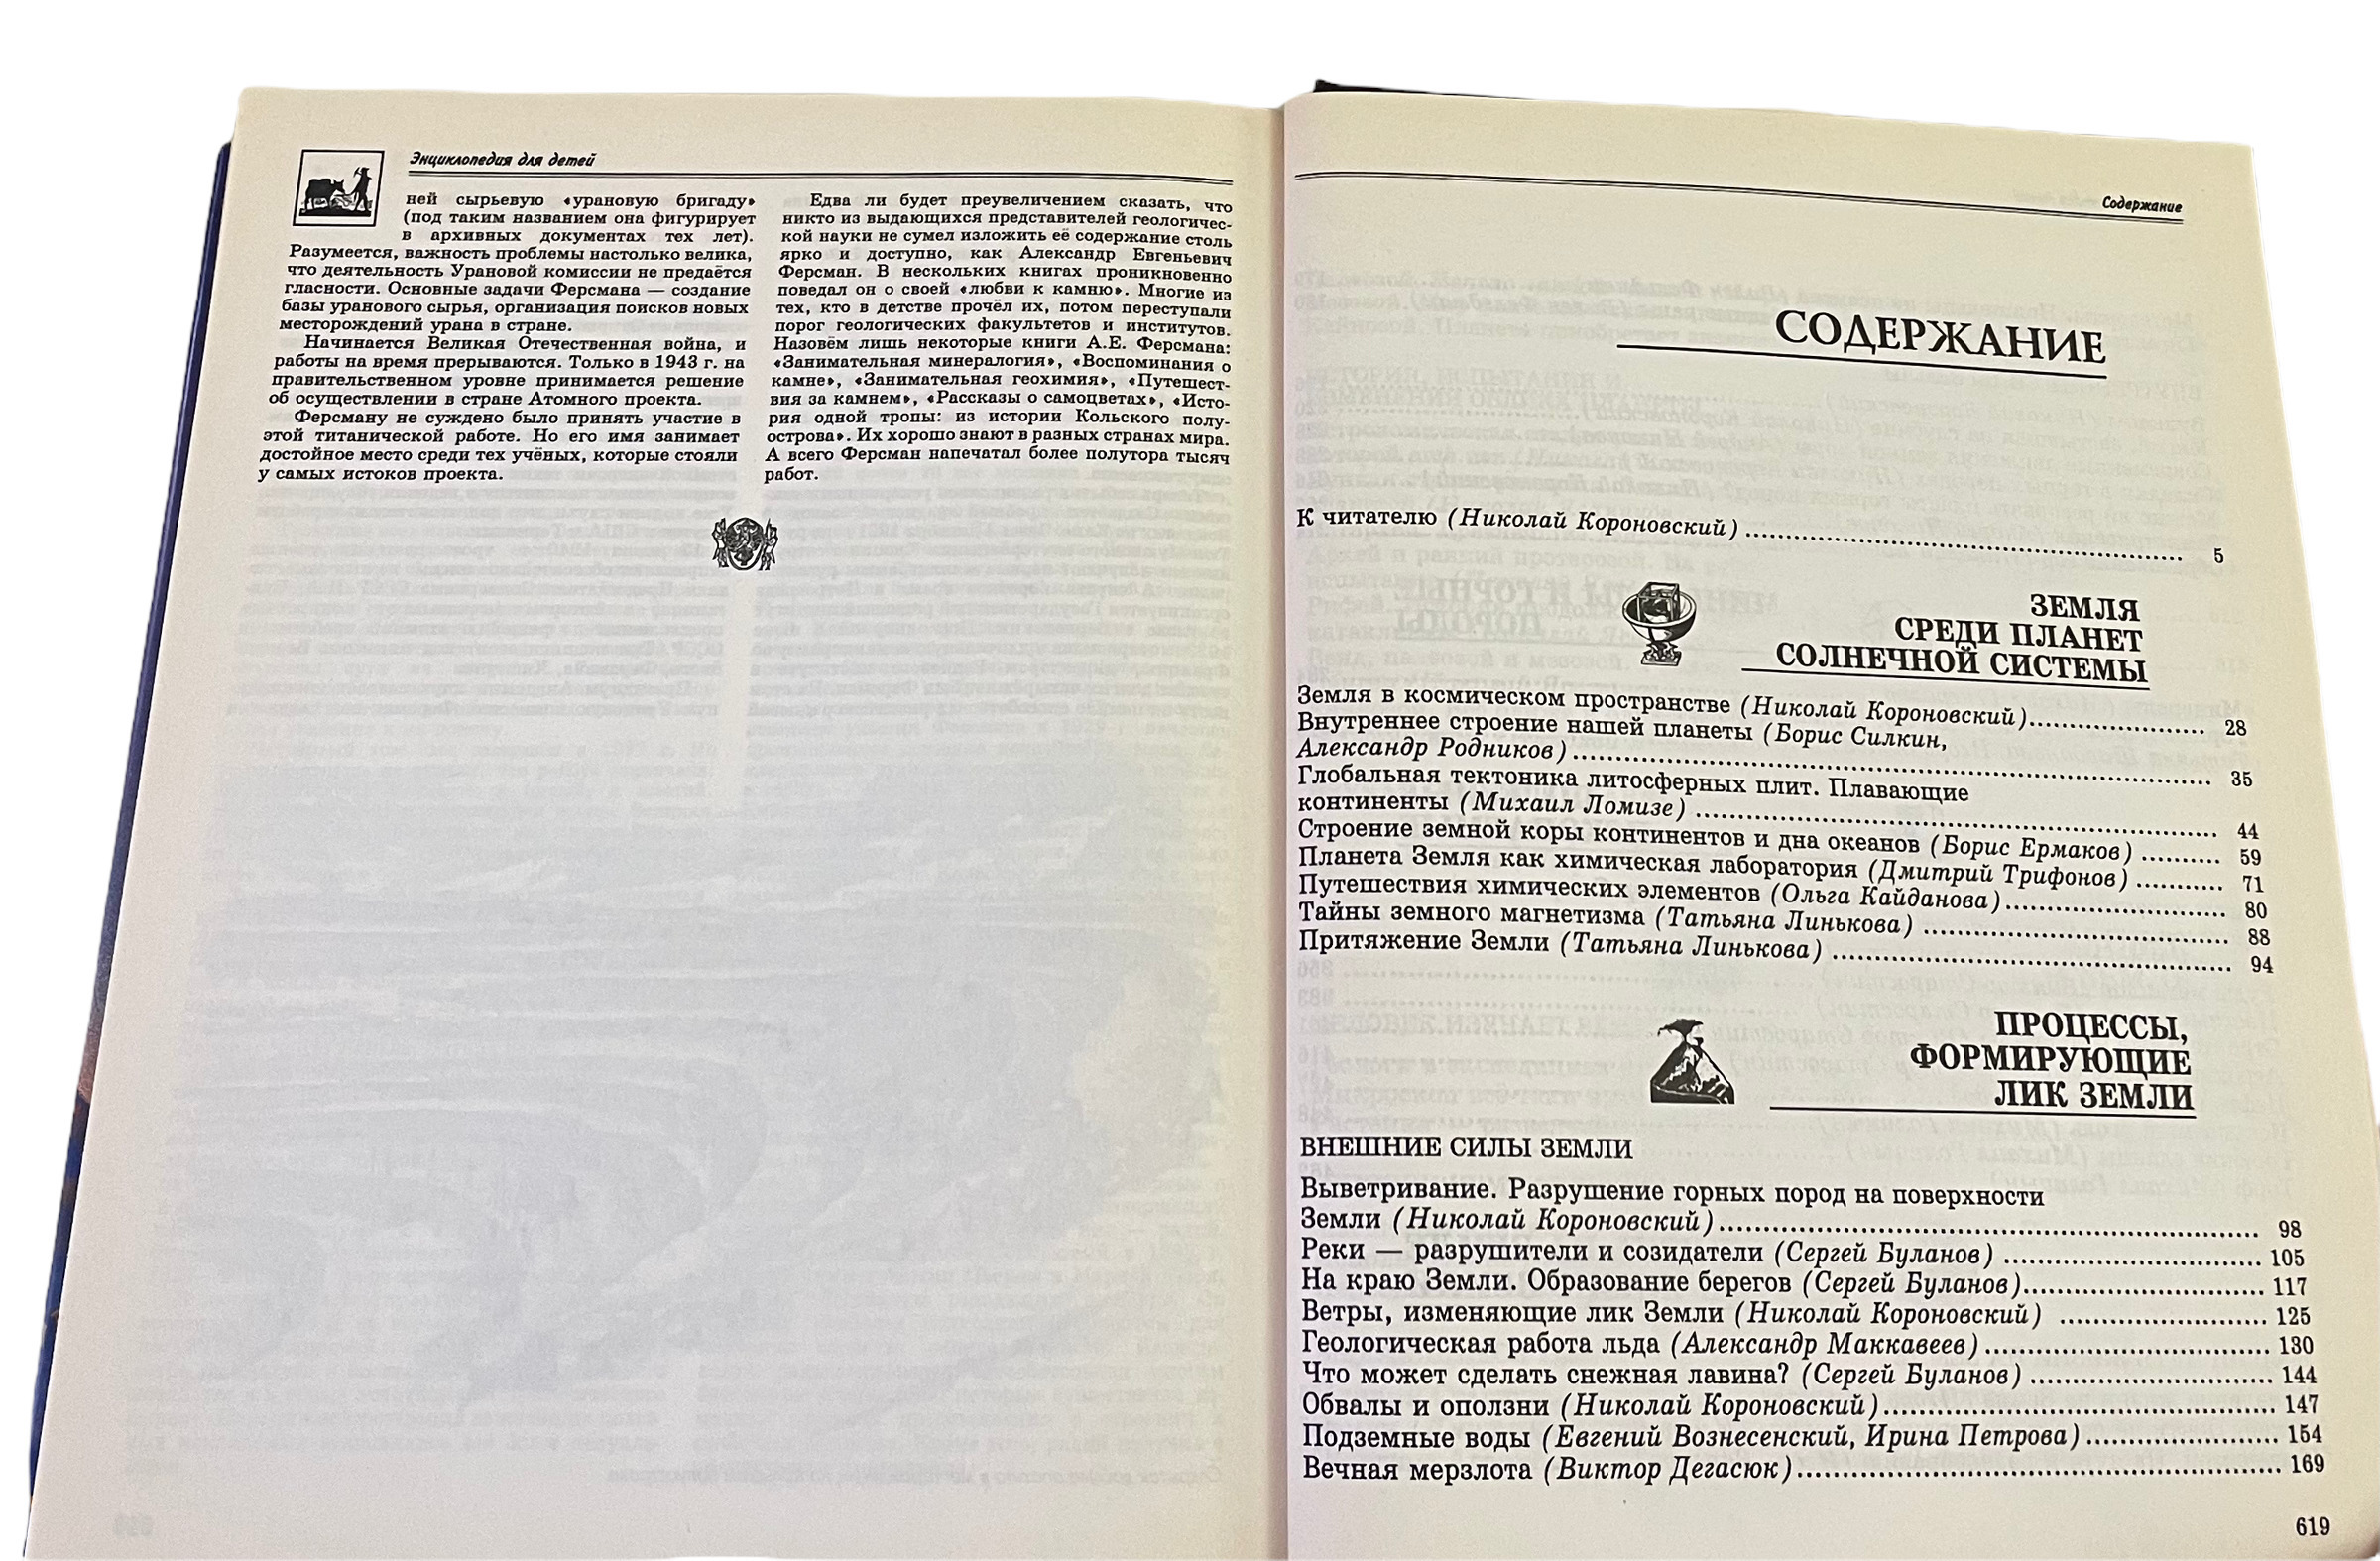 Энциклопедия для детей
ней сырьевую «урановую бригаду»
(под таким названием она фигурирует
в архивных документах тех лет).
Разумеется, важность проблемы настолько велика,
что деятельность Урановой комиссии не предаётся
гласности. Основные задачи Ферсмана — создание
базы уранового сырья, организация поисков новых
месторождений урана в стране.
Начинается Великая Отечественная война, и
работы на время прерываются. Только в 1943 г. на
правительственном уровне принимается решение
об осуществлении в стране Атомного проекта.
Ферсману не суждено было принять участие в
этой титанической работе. Но его имя занимает
достойное место среди тех учёных, которые стояли
у самых истоков проекта.
Едва ли будет преувеличением сказать, что
никто из выдающихся представителей геологичес-
кой науки не сумел изложить её содержание столь
ярко и доступно, как Александр Евгеньевич
Ферсман. В нескольких книгах проникновенно
поведал он о своей «любви к камню». Многие из
тех, кто в детстве прочёл их, потом переступали
порог геологических факультетов и институтов.
Назовём лишь некоторые книги А.Е. Ферсмана:
«Занимательная минералогия», «Воспоминания о
камне», «Занимательная геохимия», «Путешест-
вия за камнем», «Рассказы о самоцветах», «Исто-
рия одной тропы: из истории Кольского полу-
острова». Их хорошо знают в разных странах мира.
А всего Ферсман напечатал более полутора тысяч
работ.
Содержание
СОДЕРЖАНИЕ
К читателю (Николай Короновский) ........ 5
ЗЕМЛЯ
СРЕДИ ПЛАНЕТ
СОЛНЕЧНОЙ СИСТЕМЫ
Земля в космическом пространстве (Николай Короновский) ........ 28
Внутреннее строение нашей планеты (Борис Силкин,
Александр Родников) ........ 35
Глобальная тектоника литосферных плит. Плавающие
континенты (Михаил Ломизе) ........ 44
Строение земной коры континентов и дна океанов (Борис Ермаков) ........ 59
Планета Земля как химическая лаборатория (Дмитрий Трифонов) ........ 71
Путешествия химических элементов (Ольга Кайданова) ........ 80
Тайны земного магнетизма (Татьяна Линькова) ........ 88
Притяжение Земли (Татьяна Линькова) ........ 94
ПРОЦЕССЫ,
ФОРМИРУЮЩИЕ
ЛИК ЗЕМЛИ
ВНЕШНИЕ СИЛЫ ЗЕМЛИ
Выветривание. Разрушение горных пород на поверхности
Земли (Николай Короновский) ........ 98
Реки — разрушители и созидатели (Сергей Буланов) ........ 105
На краю Земли. Образование берегов (Сергей Буланов) ........ 117
Ветры, изменяющие лик Земли (Николай Короновский) ........ 125
Геологическая работа льда (Александр Маккавеев) ........ 130
Что может сделать снежная лавина? (Сергей Буланов) ........ 144
Обвалы и оползни (Николай Короновский) ........ 147
Подземные воды (Евгений Вознесенский, Ирина Петрова) ........ 154
Вечная мерзлота (Виктор Дегасюк) ........ 169
619